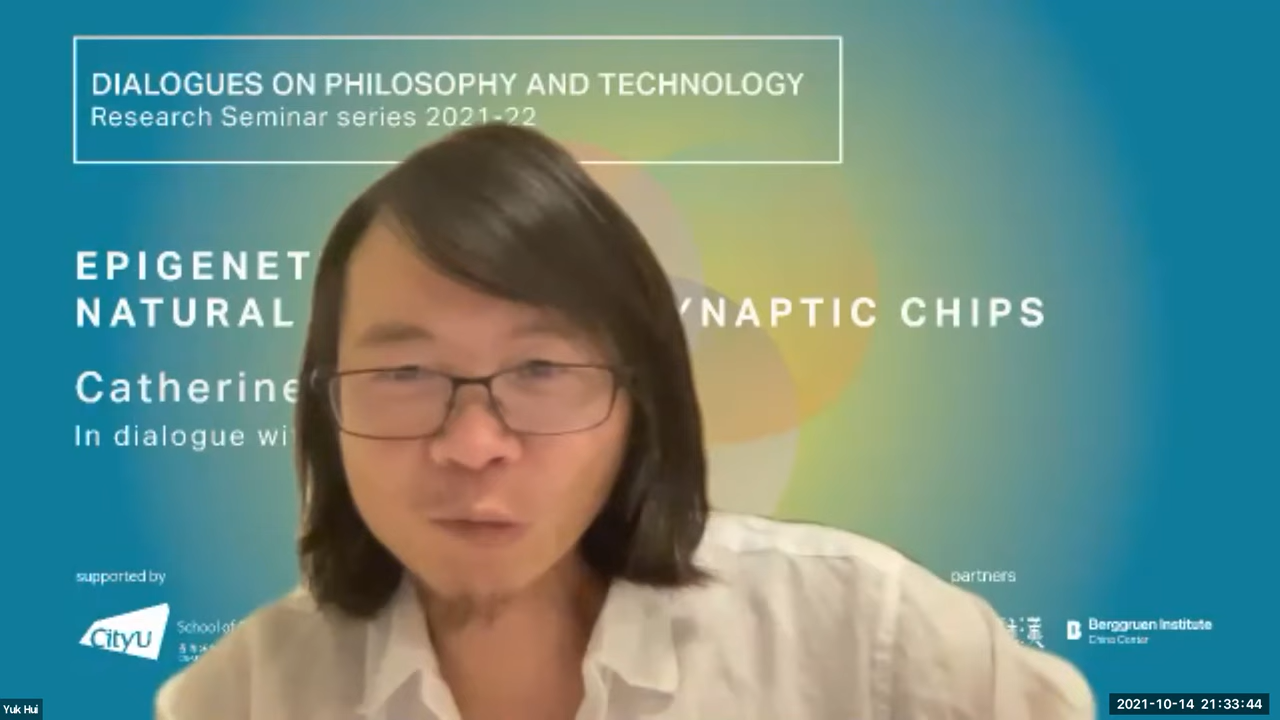 DIALOGUES ON PHILOSOPHY AND TECHNOLOGY
Research Seminar series 2021-22
EPIGENET
NATURAL YNAPTIC CHIPS
Catherine
In dialogue wi
supported by
partners
CityU
School of
Berggruen Institute
China Center
Yuk Hui
2021-10-14 21:33:44